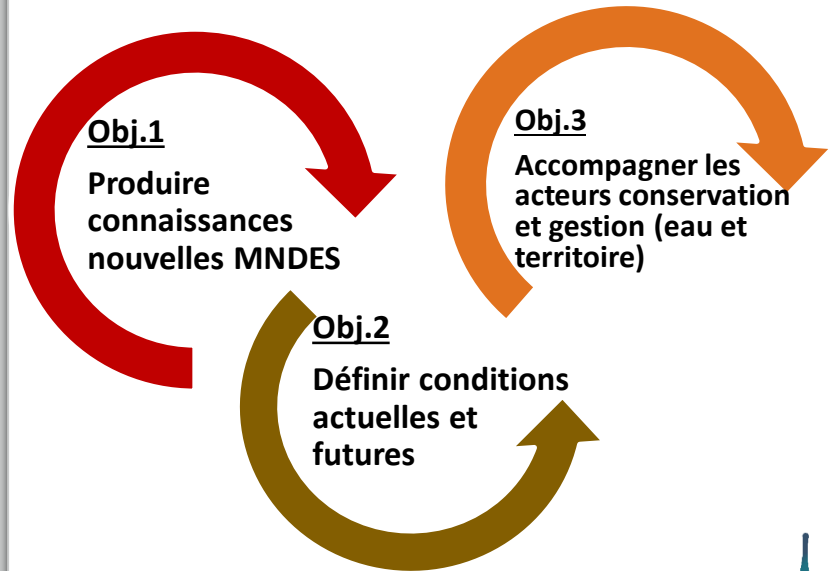 Obj.1
Produire
connaissances
nouvelles MNDES
Obj.2
Définir conditions
actuelles et
futures
Obj.3
Accompagner les
acteurs conservation
et gestion (eau et
territoire)